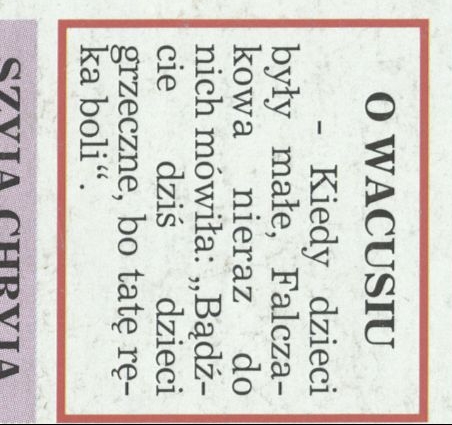 O WACUSIU
- Kiedy dzieci
były małe, Falcza-
kowa nieraz do
nich mówiła: „Bądź-
cie dziś dzieci
grzeczne, bo tatę rę-
ka boli“.
SZYJA CHRYJA